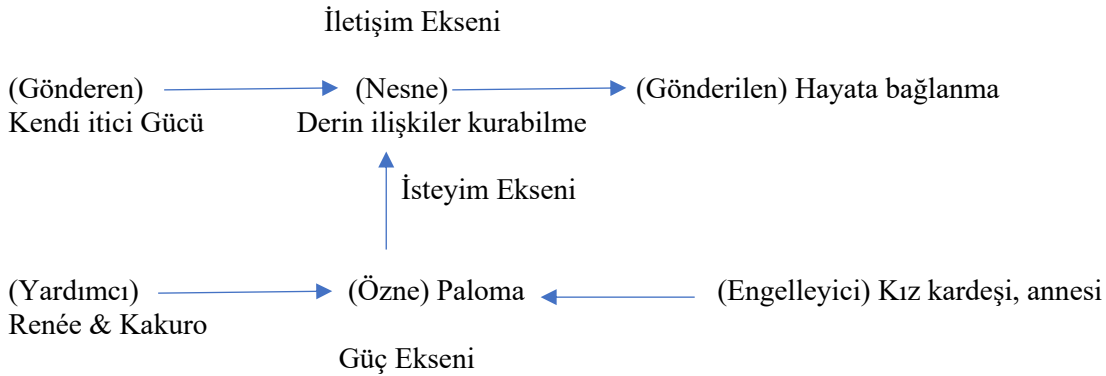 İletişim Ekseni
(Gönderen) (Nesne) (Gönderilen) Hayata bağlanma
Kendi itici Gücü Derin ilişkiler kurabilme
İsteyim Ekseni
(Yardımcı) (Özne) Paloma (Engelleyici) Kız kardeşi, annesi
Renée & Kakuro
Güç Ekseni